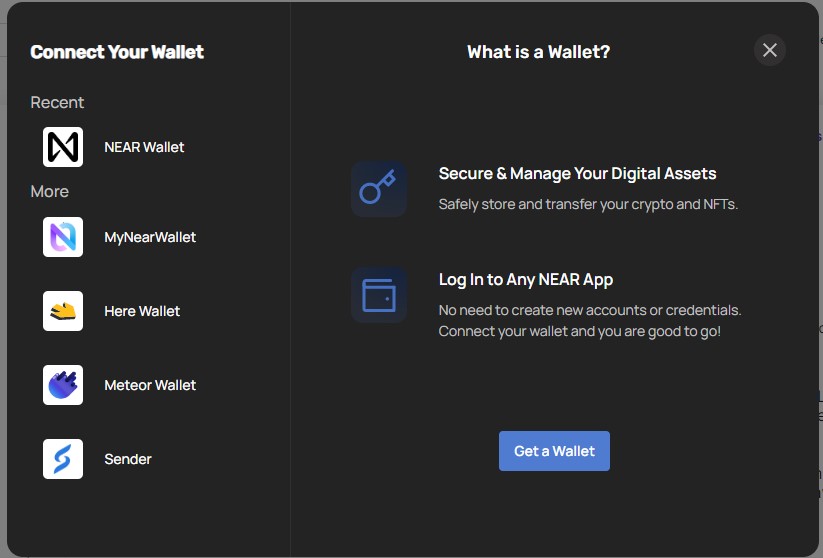 Connect Your Wallet
Recent
NEAR Wallet
More
MyNearWallet
Here Wallet
Meteor Wallet
Sender
What is a Wallet?
Secure & Manage Your Digital Assets
Safely store and transfer your crypto and NFTs.
Log In to Any NEAR App
No need to create new accounts or credentials.
Connect your wallet and you are good to go!
Get a Wallet